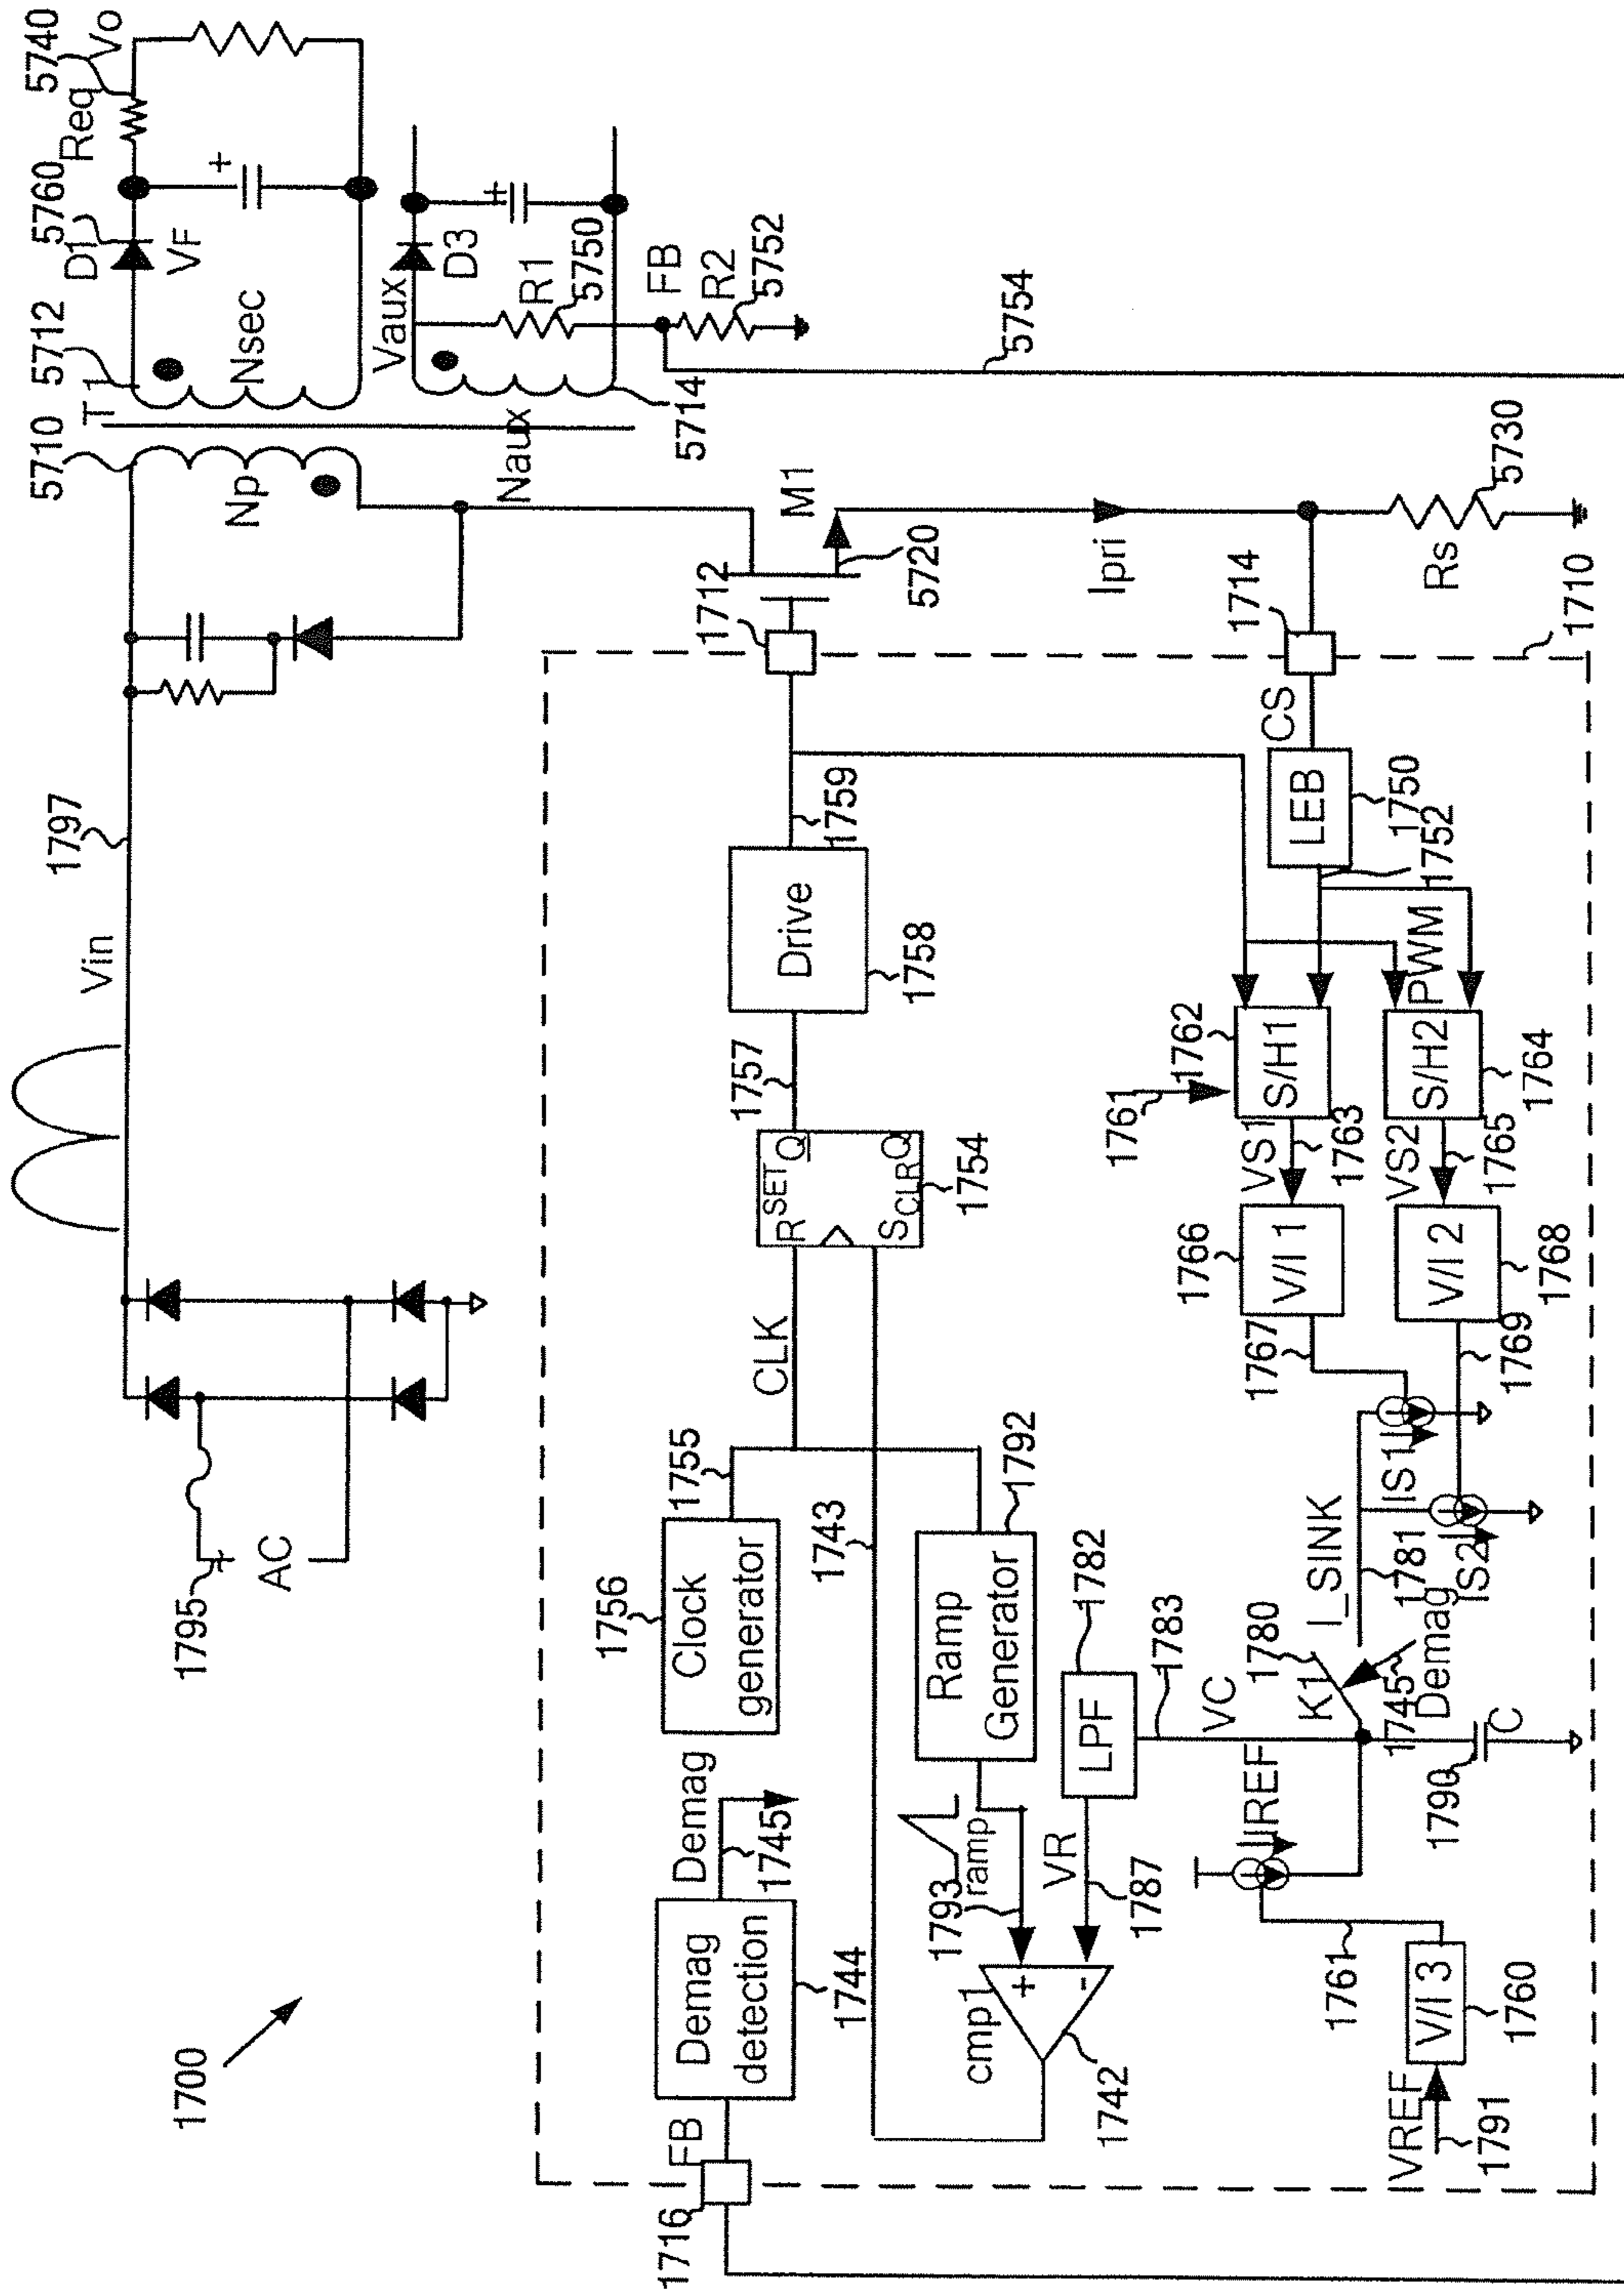 1700
1795
AC
Vin
1797
5710
T1
5712
D1
5760
Req
5740
Vo
VF
Np
Nsec
Naux
Vaux
D3
R1
5750
FB
R2
5752
5714
5754
1716
FB
Demag
detection
1744
Demag
1745
1756
Clock
generator
1755
CLK
1743
R
SET
Q
S
CLR
Q
1754
1757
Drive
1758
1759
1712
M1
5720
Ipri
cmp1
+
-
1742
1793
ramp
Ramp
Generator
1792
VR
1787
LPF
1782
1783
VC
VREF
1791
V/I 3
1760
1761
IREF
1790
C
K1
1780
1745
Demag
I_SINK
1781
IS1
IS2
1767
1769
1766
V/I 1
V/I 2
1768
VS1
1763
VS2
1765
1761
1762
S/H1
S/H2
1764
PWM
1752
LEB
1750
CS
1714
Rs
5730
1710